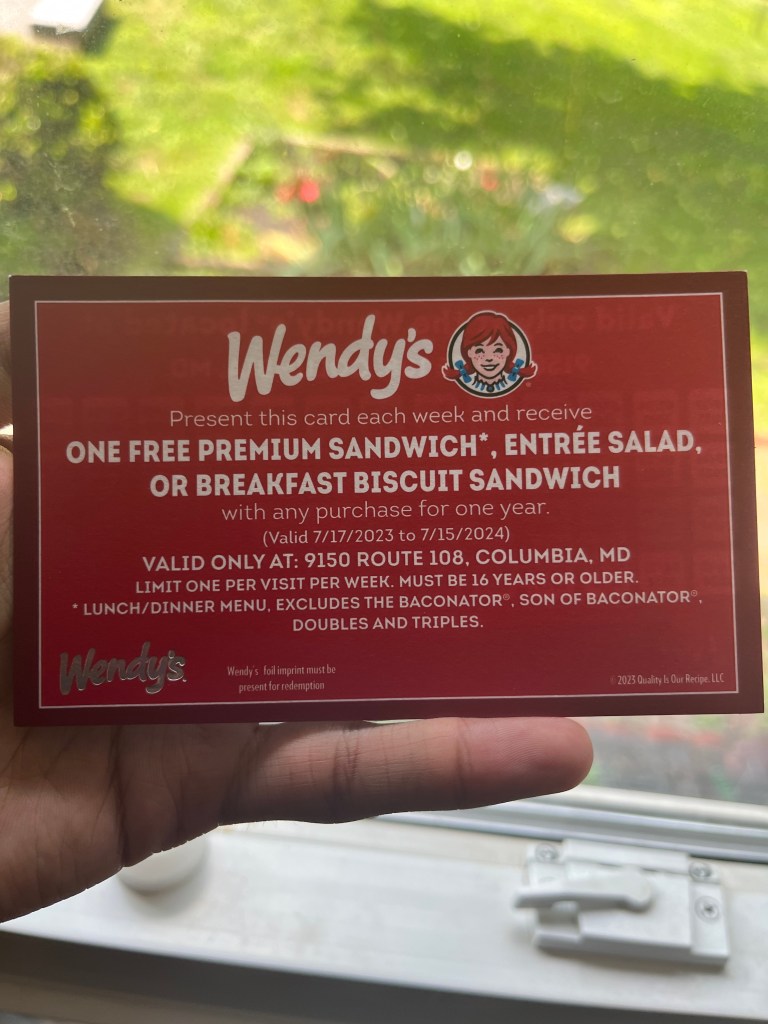 Wendy's
Present this card each week and receive
ONE FREE PREMIUM SANDWICH*, ENTRÉE SALAD,
OR BREAKFAST BISCUIT SANDWICH
with any purchase for one year.
(Valid 7/17/2023 to 7/15/2024)
VALID ONLY AT: 9150 ROUTE 108, COLUMBIA, MD
LIMIT ONE PER VISIT PER WEEK. MUST BE 16 YEARS OR OLDER.
* LUNCH/DINNER MENU, EXCLUDES THE BACONATOR®, SON OF BACONATOR®,
DOUBLES AND TRIPLES.
Wendy's
Wendy's foil imprint must be
present for redemption
© 2023 Quality Is Our Recipe, LLC